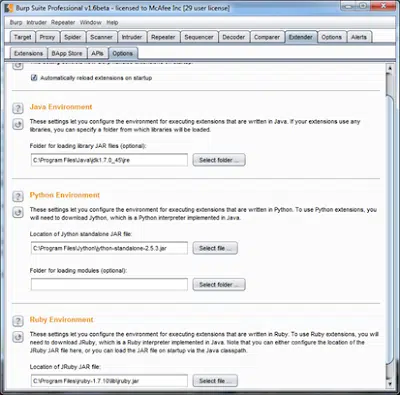 Burp Suite Professional v1.6beta - licensed to McAfee Inc [29 user license]
Burp Intruder Repeater Window Help
Target Proxy Spider Scanner Intruder Repeater Sequencer Decoder Comparer Extender Options Alerts
Extensions BApp Store APIs Options
Automatically reload extensions on startup
Java Environment
These settings let you configure the environment for executing extensions that are written in Java. If your extensions use any
libraries, you can specify a folder from which libraries will be loaded.
Folder for loading library JAR files (optional):
C:\Program Files\Java\jdk1.7.0_45\jre Select folder ...
Python Environment
These settings let you configure the environment for executing extensions that are written in Python. To use Python extensions, you
will need to download Jython, which is a Python interpreter implemented in Java.
Location of Jython standalone JAR file:
C:\Program Files\Jython\jython-standalone-2.5.3.jar Select file ...
Folder for loading modules (optional):
Select folder ...
Ruby Environment
These settings let you configure the environment for executing extensions that are written in Ruby. To use Ruby extensions, you will
need to download JRuby, which is a Ruby interpreter implemented in Java. Note that you can either configure the location of the
JRuby JAR file here, or you can load the JAR file on startup via the Java classpath.
Location of JRuby JAR file:
C:\Program Files\jruby-1.7.10\lib\jruby.jar Select file ...